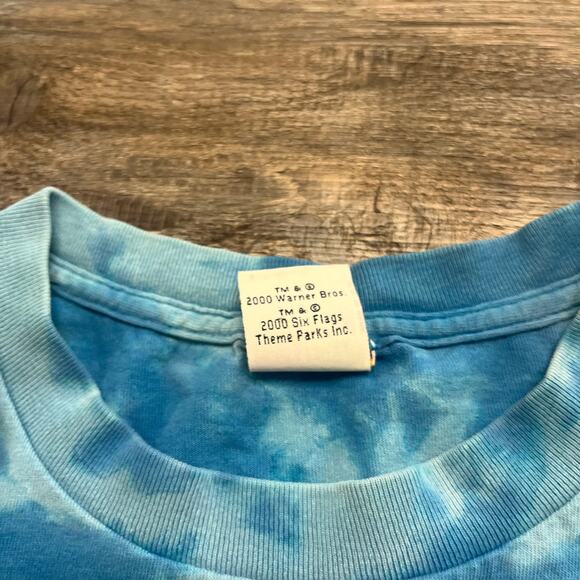 TM & ©
2000 Warner Bros.
TM & ©
2000 Six Flags
Theme Parks Inc.